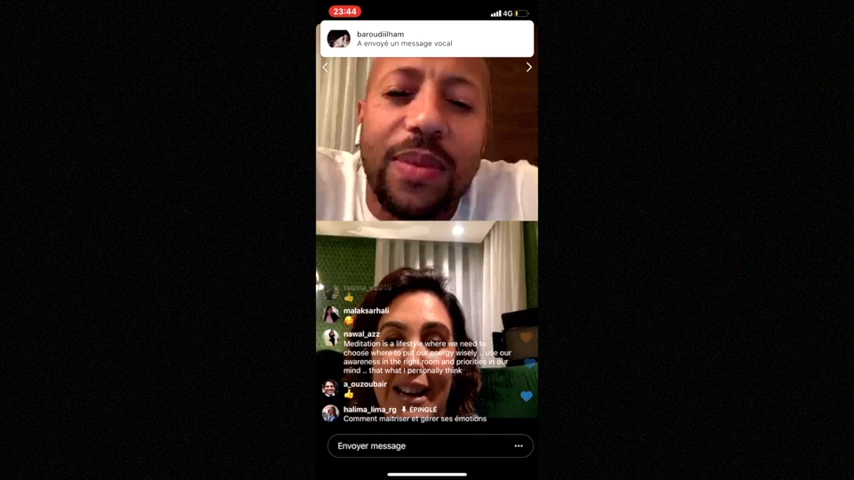 23:44
4G
baroudiilham
A envoyé un message vocal
malaksarhali
nawal_azz
Meditation is a lifestyle where we need to
choose where to put our energy wisely .. use our
awareness in the right room and priorities in our
mind .. that what i personally think
a_ouzoubair
halima_lima_rg ÉPINGLÉ
Comment maitriser et gérer ses émotions
Envoyer message